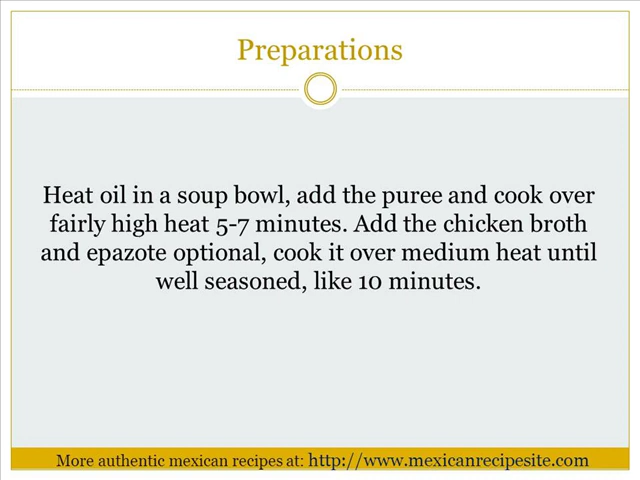 Preparations
Heat oil in a soup bowl, add the puree and cook over
fairly high heat 5-7 minutes. Add the chicken broth
and epazote optional, cook it over medium heat until
well seasoned, like 10 minutes.
More authentic mexican recipes at: http://www.mexicanrecipesite.com